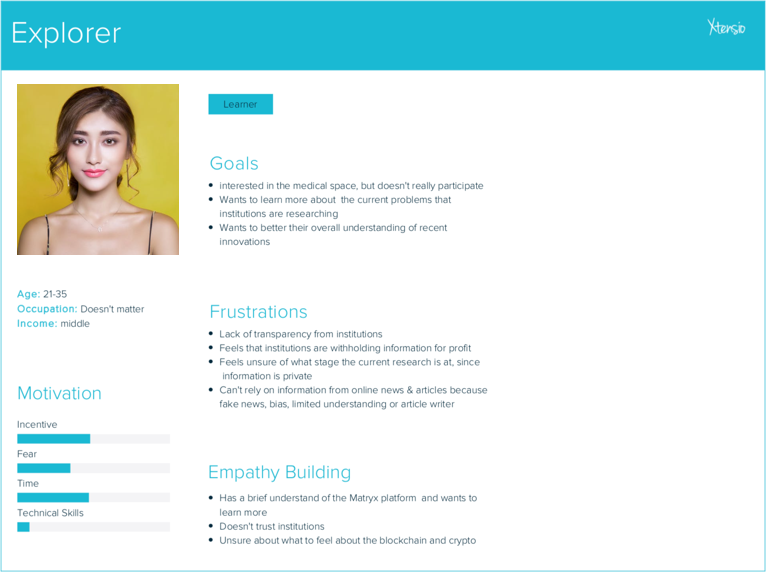 Explorer
Xtensio
Learner
Goals
interested in the medical space, but doesn't really participate
Wants to learn more about the current problems that
institutions are researching
Wants to better their overall understanding of recent
innovations
Age: 21-35
Occupation: Doesn't matter
Income: middle
Frustrations
Lack of transparency from institutions
Feels that institutions are withholding information for profit
Feels unsure of what stage the current research is at, since
information is private
Can't rely on information from online news & articles because
fake news, bias, limited understanding or article writer
Motivation
Incentive
Fear
Time
Technical Skills
Empathy Building
Has a brief understand of the Matryx platform and wants to
learn more
Doesn't trust institutions
Unsure about what to feel about the blockchain and crypto